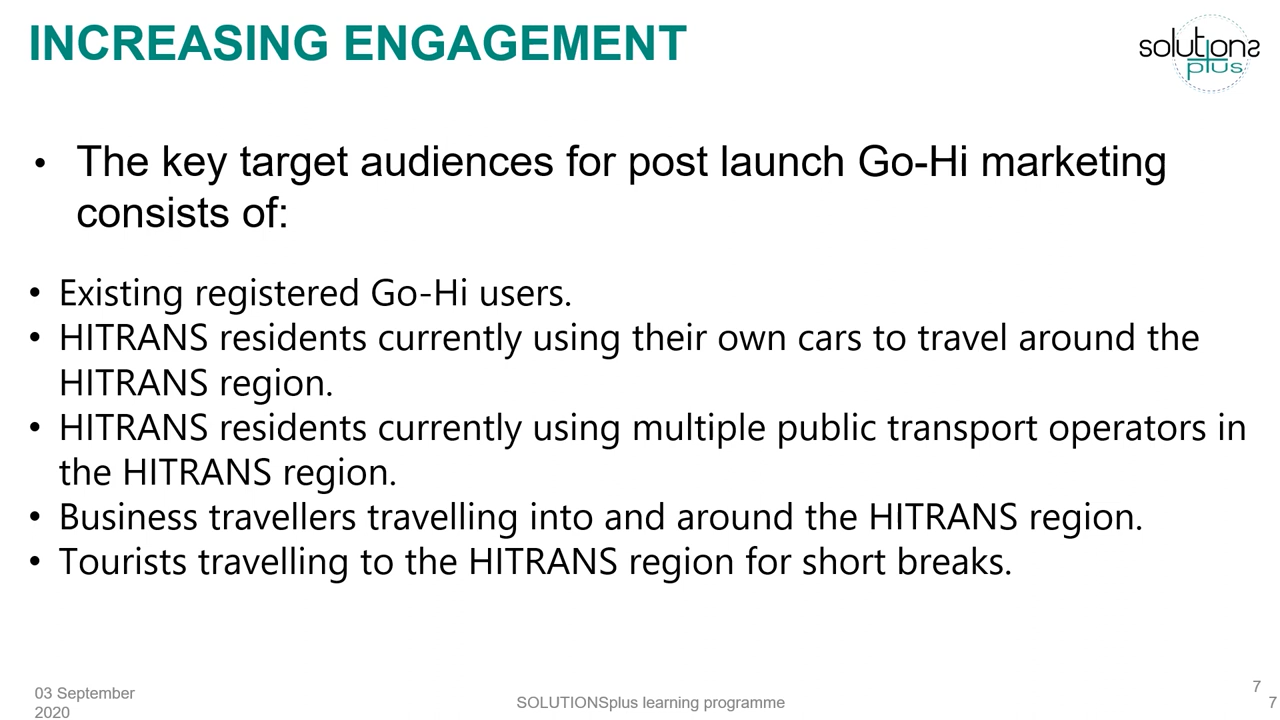 INCREASING ENGAGEMENT
solutions
plus
• The key target audiences for post launch Go-Hi marketing
consists of:
• Existing registered Go-Hi users.
• HITRANS residents currently using their own cars to travel around the
HITRANS region.
• HITRANS residents currently using multiple public transport operators in
the HITRANS region.
• Business travellers travelling into and around the HITRANS region.
• Tourists travelling to the HITRANS region for short breaks.
03 September
2020
SOLUTIONSplus learning programme
7
7